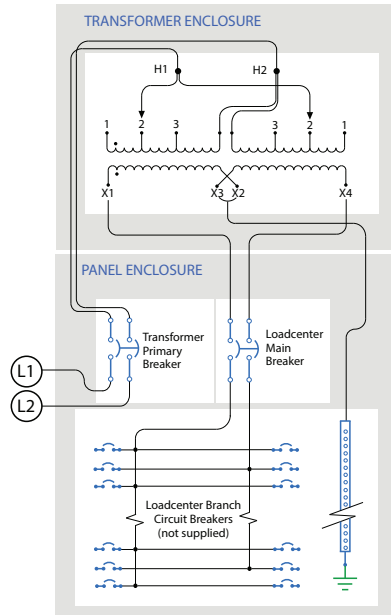 TRANSFORMER ENCLOSURE
H1 H2
1 2 3 3 2 1
X1 X3 X2 X4
PANEL ENCLOSURE
Transformer
Primary
Breaker
Loadcenter
Main
Breaker
L1
L2
Loadcenter Branch
Circuit Breakers
(not supplied)